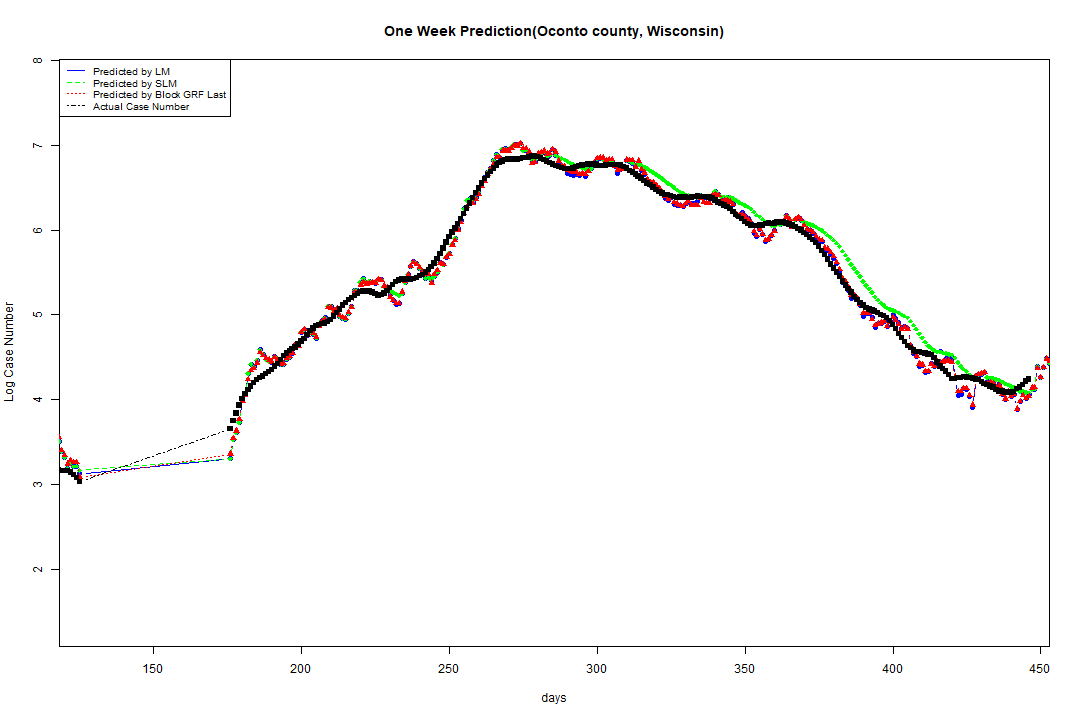 One Week Prediction(Oconto county, Wisconsin)
Predicted by LM
Predicted by SLM
Predicted by Block GRF Last
Actual Case Number
8
7
6
5
4
3
2
Log Case Number
150 200 250 300 350 400 450
days